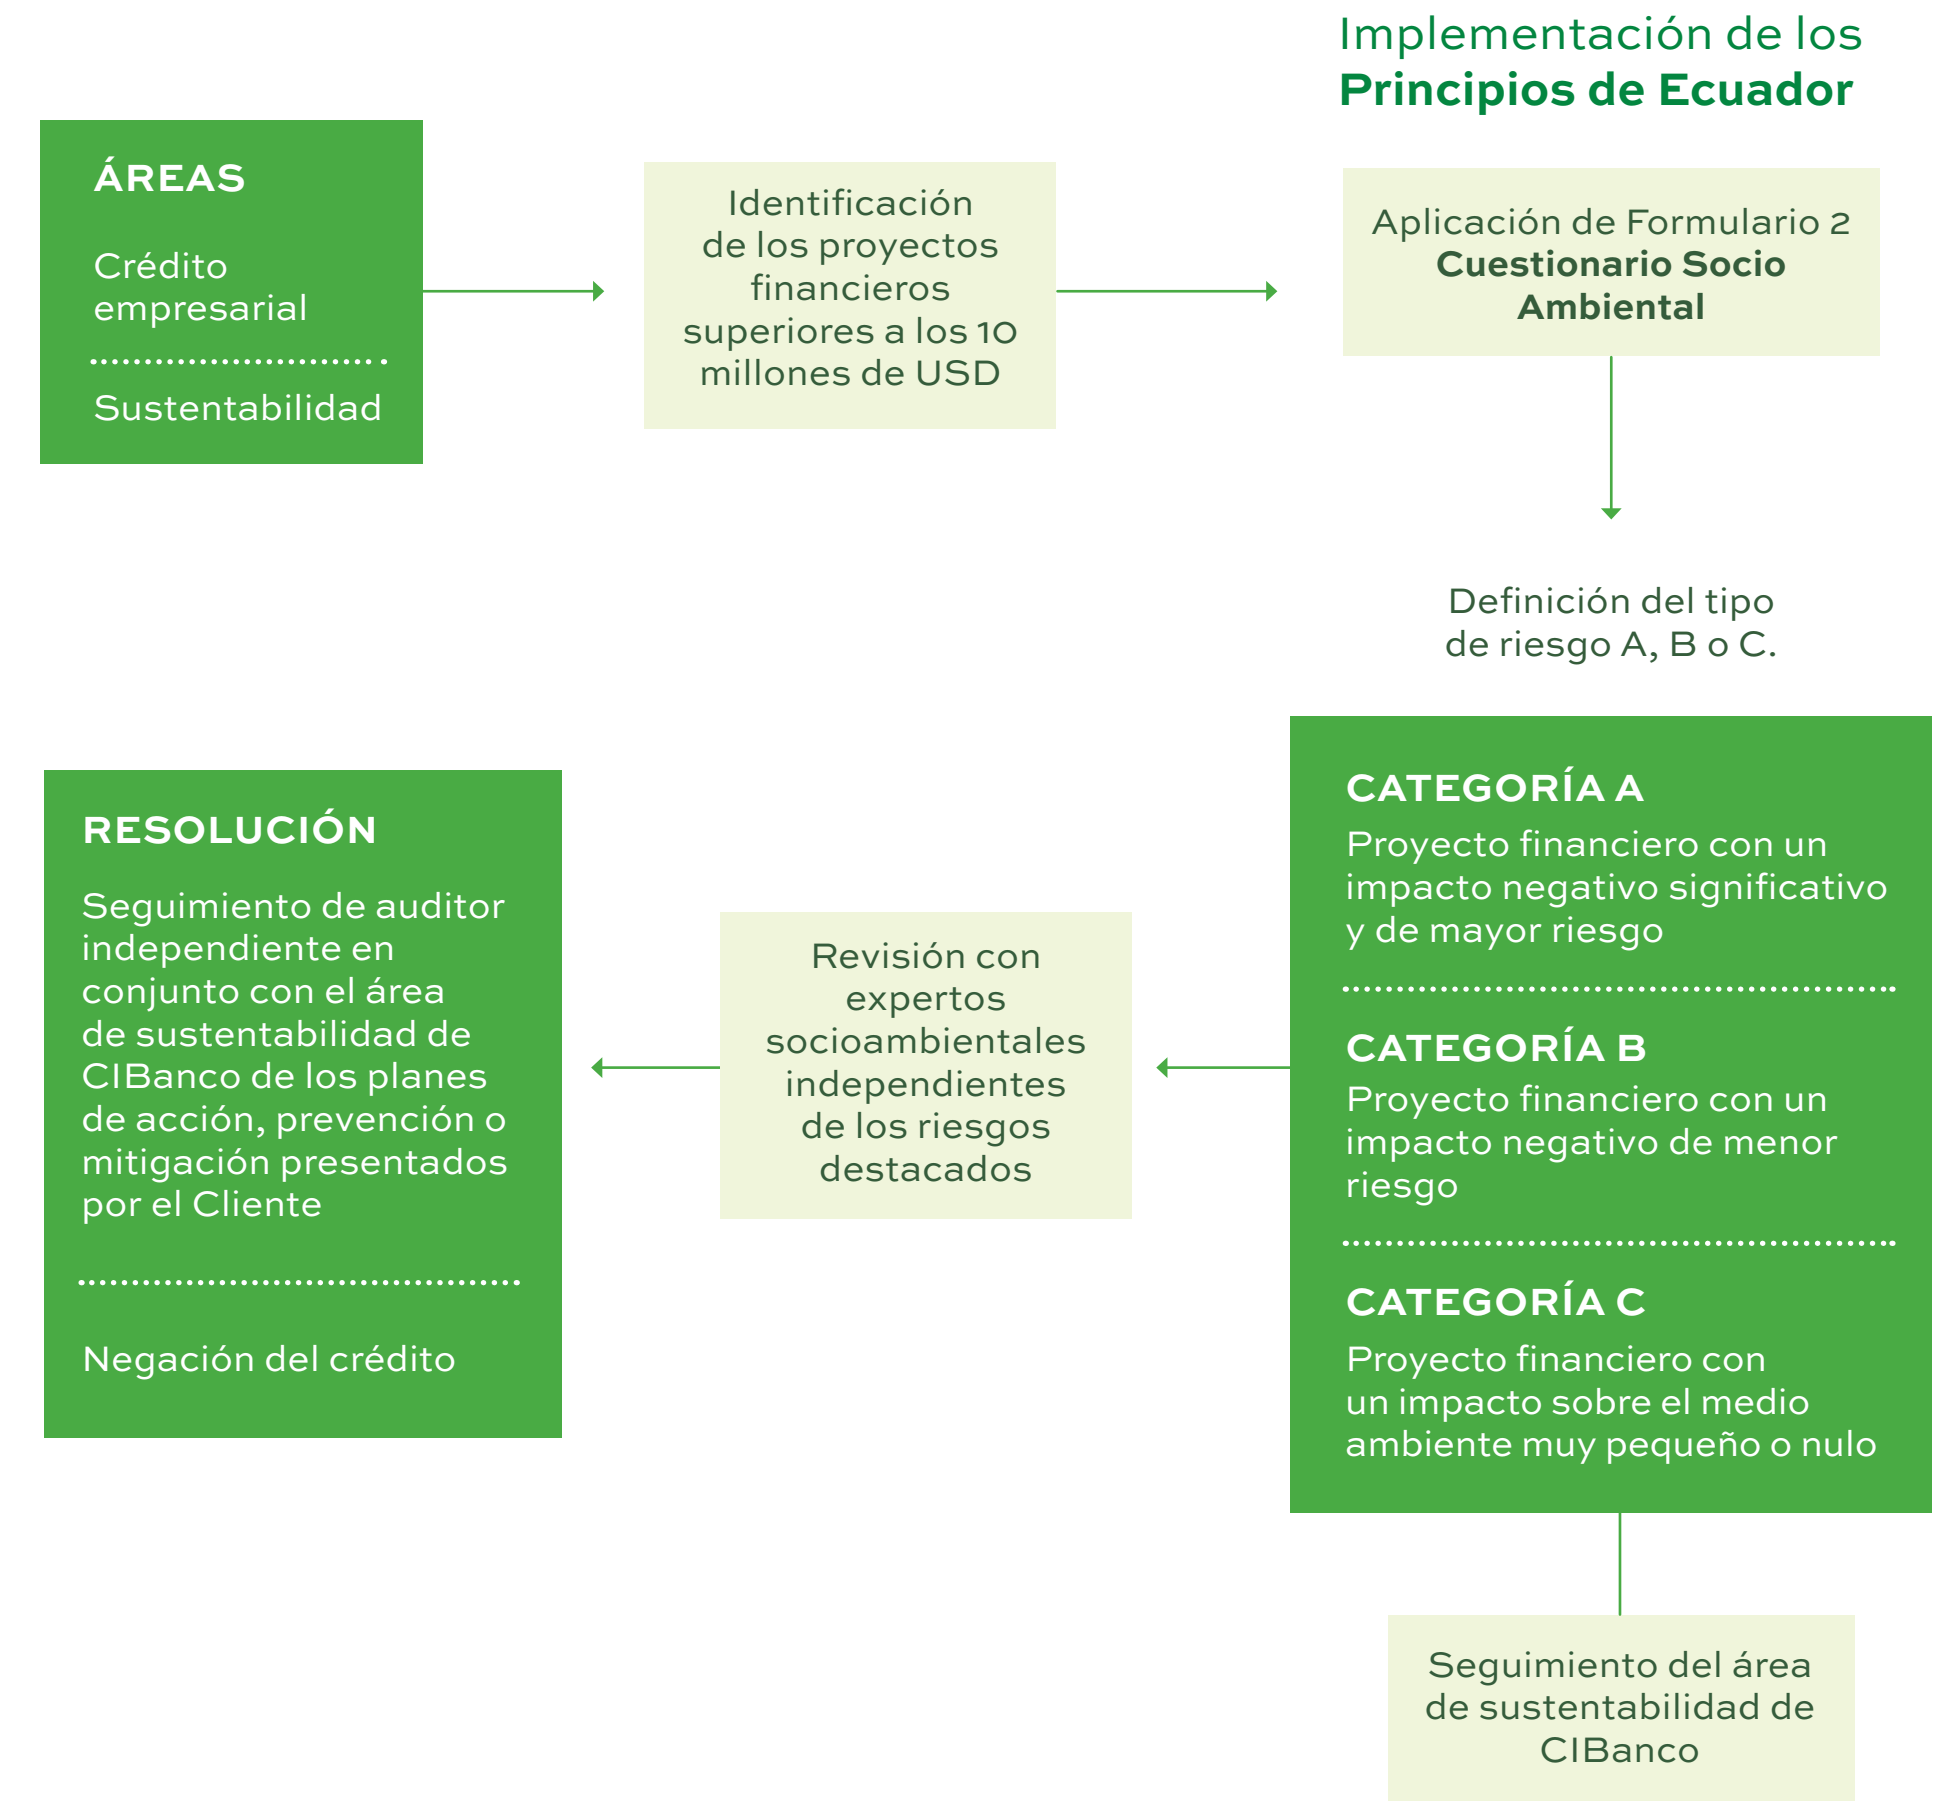 Implementación de los
Principios de Ecuador
ÁREAS
Crédito
empresarial
Sustentabilidad
Identificación
de los proyectos
financieros
superiores a los 10
millones de USD
Aplicación de Formulario 2
Cuestionario Socio
Ambiental
Definición del tipo
de riesgo A, B o C.
CATEGORÍA A
Proyecto financiero con un
impacto negativo significativo
y de mayor riesgo
CATEGORÍA B
Proyecto financiero con un
impacto negativo de menor
riesgo
CATEGORÍA C
Proyecto financiero con
un impacto sobre el medio
ambiente muy pequeño o nulo
Seguimiento del área
de sustentabilidad de
CIBanco
Revisión con
expertos
socioambientales
independientes
de los riesgos
destacados
RESOLUCIÓN
Seguimiento de auditor
independiente en
conjunto con el área
de sustentabilidad de
CIBanco de los planes
de acción, prevención o
mitigación presentados
por el Cliente
Negación del crédito